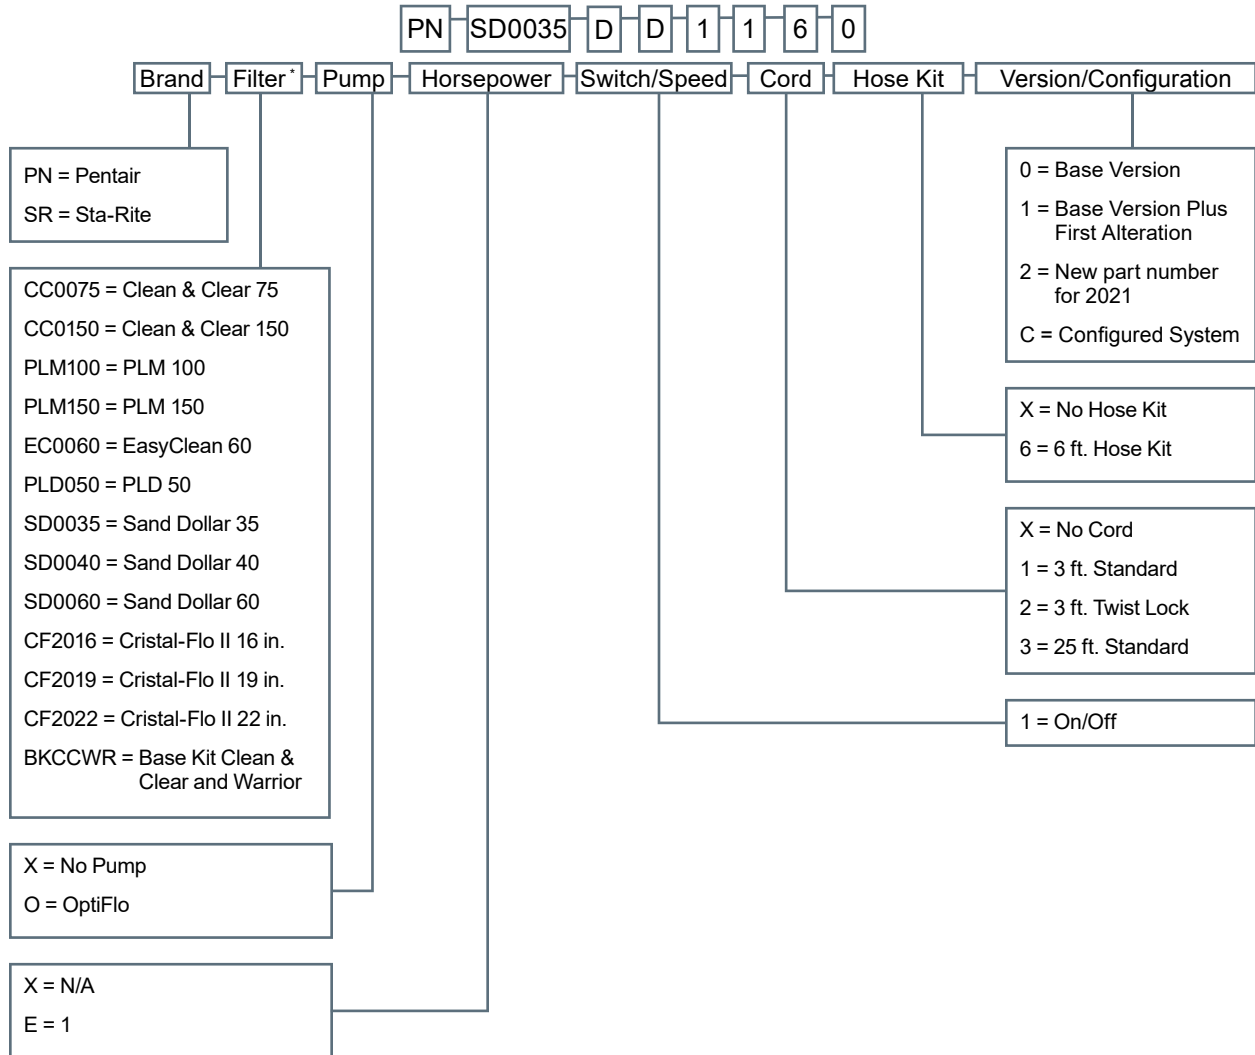 PN SD0035 D D 1 1 6 0
Brand Filter* Pump Horsepower Switch/Speed Cord Hose Kit Version/Configuration
PN = Pentair
SR = Sta-Rite
CC0075 = Clean & Clear 75
CC0150 = Clean & Clear 150
PLM100 = PLM 100
PLM150 = PLM 150
EC0060 = EasyClean 60
PLD050 = PLD 50
SD0035 = Sand Dollar 35
SD0040 = Sand Dollar 40
SD0060 = Sand Dollar 60
CF2016 = Cristal-Flo II 16 in.
CF2019 = Cristal-Flo II 19 in.
CF2022 = Cristal-Flo II 22 in.
BKCCWR = Base Kit Clean &
Clear and Warrior
X = No Pump
O = OptiFlo
X = N/A
E = 1
0 = Base Version
1 = Base Version Plus
First Alteration
2 = New part number
for 2021
C = Configured System
X = No Hose Kit
6 = 6 ft. Hose Kit
X = No Cord
1 = 3 ft. Standard
2 = 3 ft. Twist Lock
3 = 25 ft. Standard
1 = On/Off